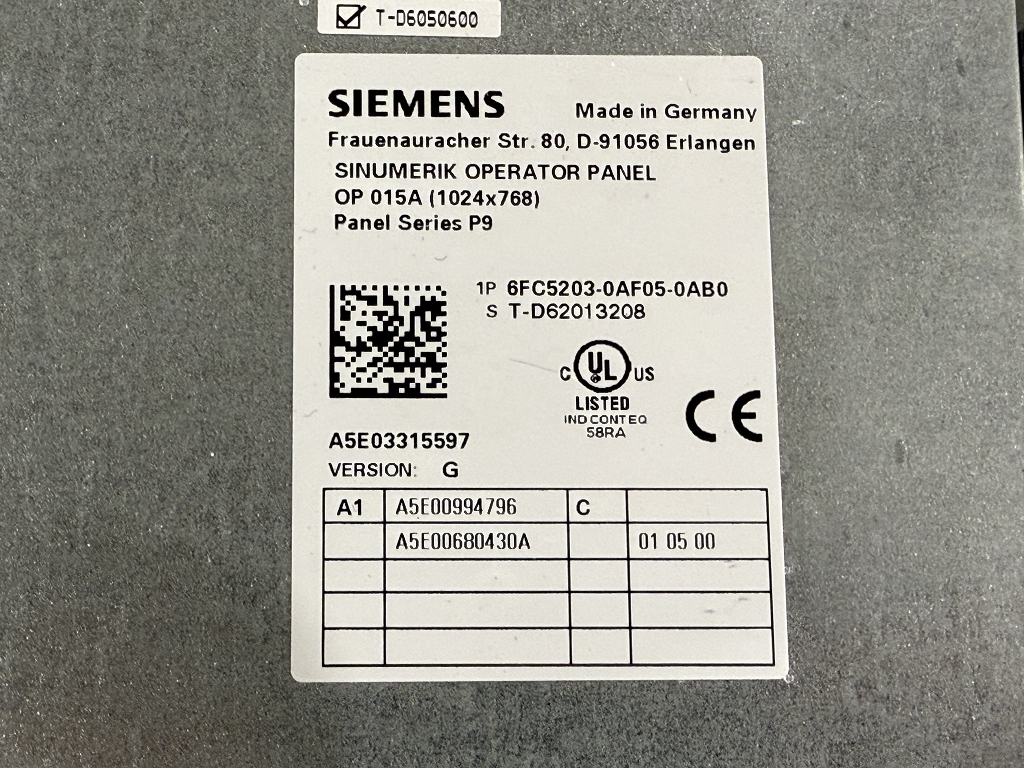 T-D6050600
SIEMENS Made in Germany
Frauenauracher Str. 80, D-91056 Erlangen
SINUMERIK OPERATOR PANEL
OP 015A (1024x768)
Panel Series P9
1P 6FC5203-0AF05-0AB0
S T-D62013208
C UL US
LISTED
IND CONT EQ
58RA
CE
A5E03315597
VERSION: G
A1 A5E00994796 C
A5E00680430A 01 05 00